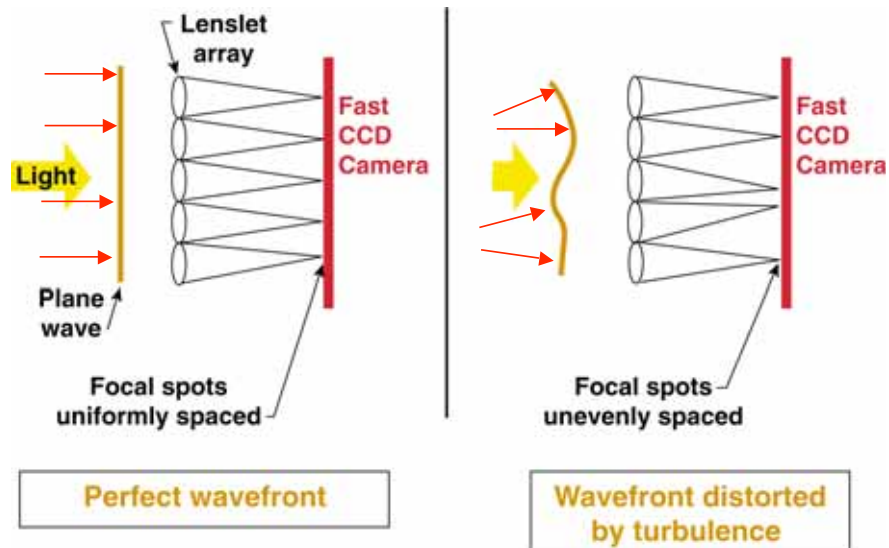 Lenslet
array
Fast
CCD
Camera
Light
Plane
wave
Focal spots
uniformly spaced
Perfect wavefront
Fast
CCD
Camera
Focal spots
unevenly spaced
Wavefront distorted
by turbulence